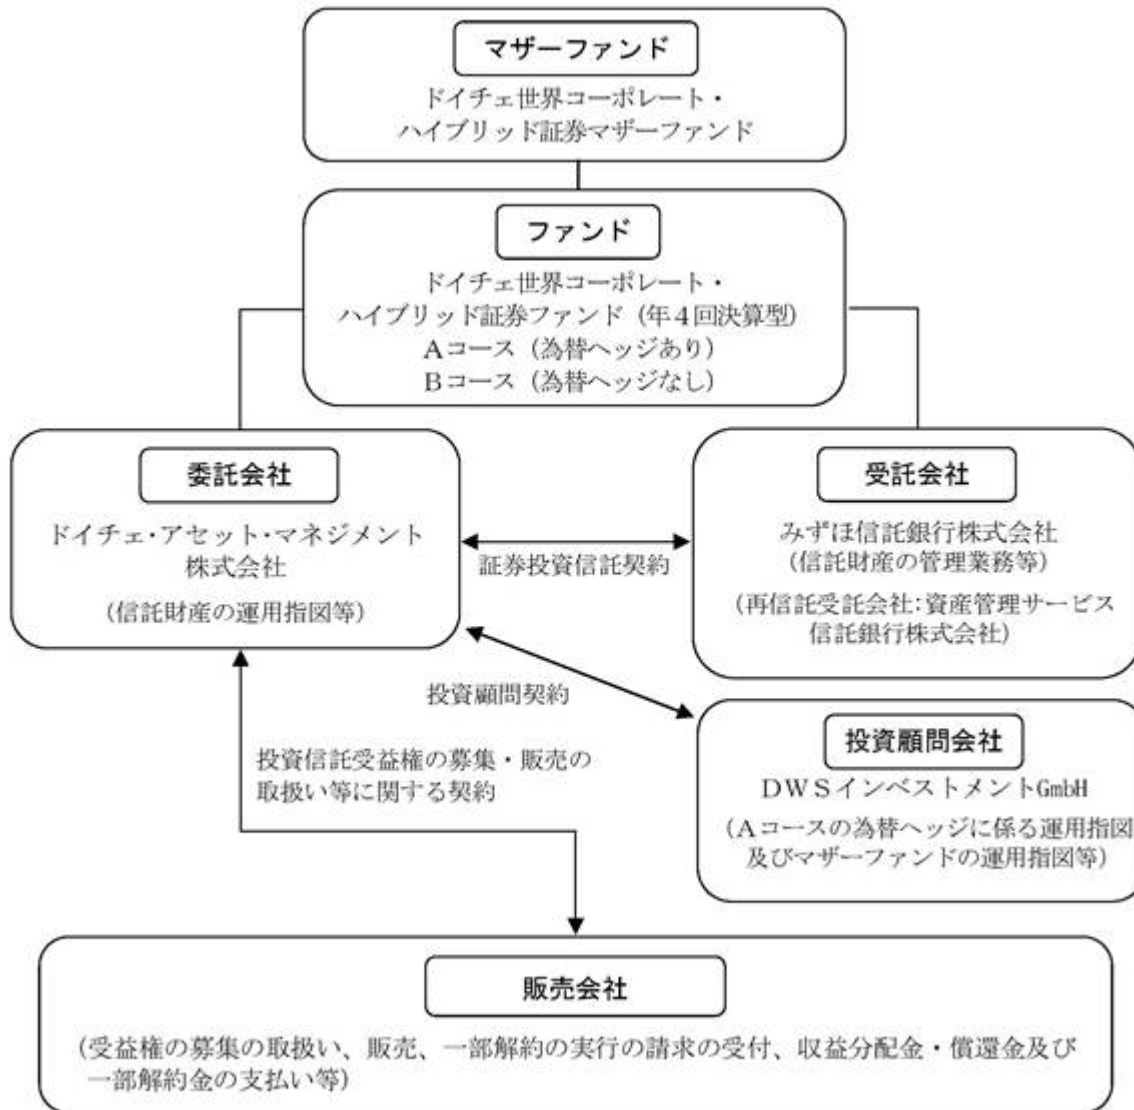 マザーファンド
ドイチェ世界コーポレート・
ハイブリッド証券マザーファンド
ファンド
ドイチェ世界コーポレート・
ハイブリッド証券ファンド（年４回決算型）
Ａコース（為替ヘッジあり）
Ｂコース（為替ヘッジなし）
委託会社
ドイチェ・アセット・マネジメント
株式会社
（信託財産の運用指図等）
証券投資信託契約
受託会社
みずほ信託銀行株式会社
（信託財産の管理業務等）
（再信託受託会社：資産管理サービス
信託銀行株式会社）
投資顧問契約
投資顧問会社
ＤＷＳインベストメントGmbH
（Ａコースの為替ヘッジに係る運用指図
及びマザーファンドの運用指図等）
投資信託受益権の募集・販売の
取扱い等に関する契約
販売会社
（受益権の募集の取扱い、販売、一部解約の実行の請求の受付、収益分配金・償還金及び
一部解約金の支払い等）